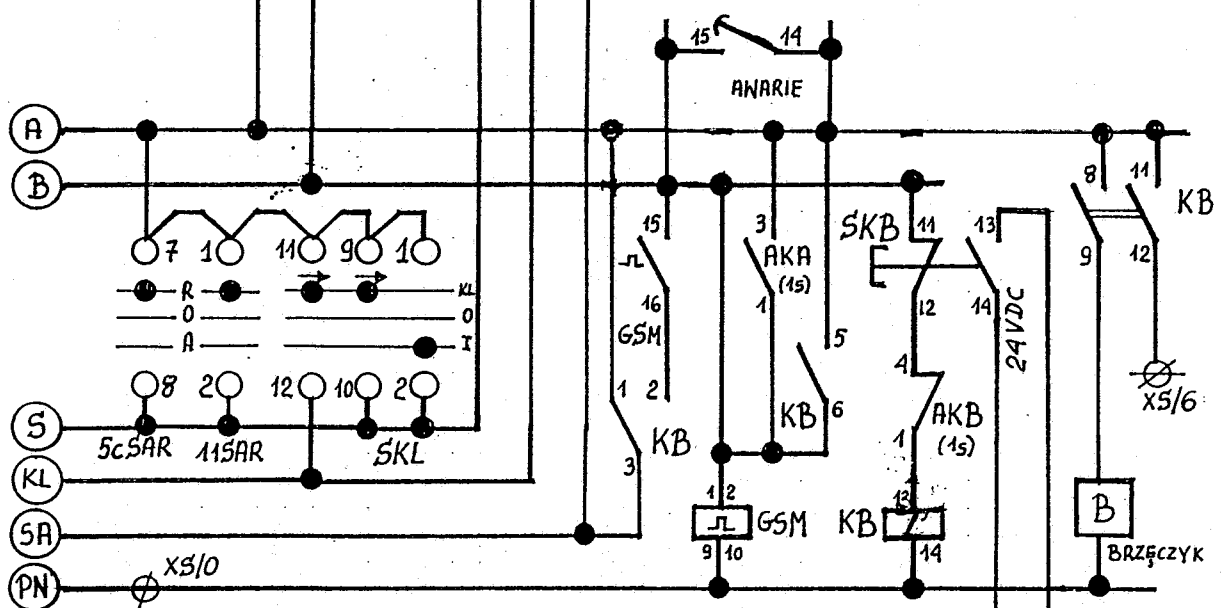 15 14
AWARIE
A
B
8 11
KB
7 1 11 9 1
15
3
SKB 11 13
AKA
(1s)
1
R KL
O O
A I
16
GSM
12 14
24VDC
9 12
5
8 2 12 10 2
1 2
4
6
KB
XS/6
S
5cSAR 11SAR SKL
KB
3
AKB
(1s)
1
KL
1 2
13
SA
GSM
KB
B
9 10
14
BRZĘCZYK
PN
XS/0